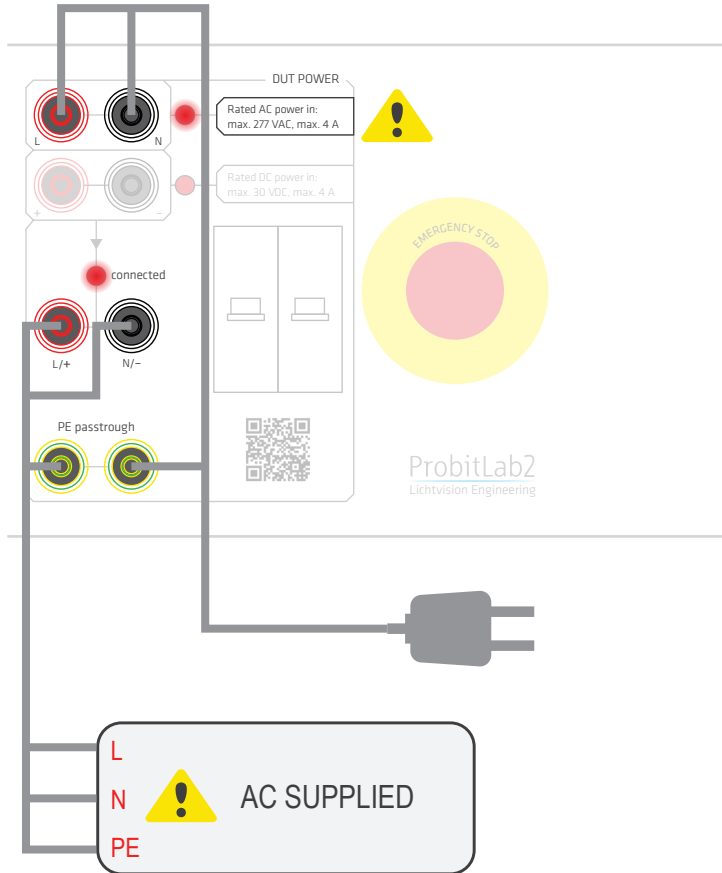 DUT POWER
Rated AC power in:
max. 277 VAC, max. 4 A
L
N
Rated DC power in:
max. 30 VDC, max. 4 A
+
–
EMERGENCY STOP
connected
L/+
N/–
PE passtrough
ProbitLab2
Lichtvision Engineering
L
N
AC SUPPLIED
PE